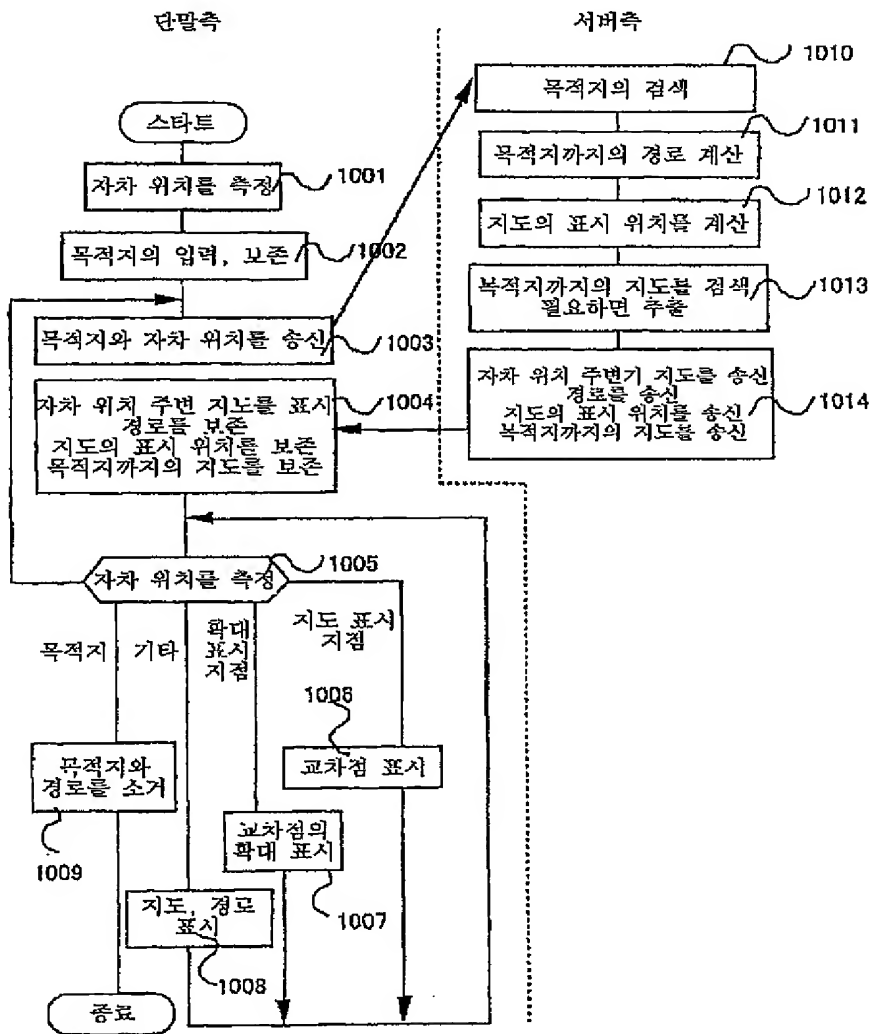 단말측
서버측
스타트
자차 위치를 측정
1001
목적지의 입력, 보존
1002
목적지와 자차 위치를 송신
1003
목적지의 검색
1010
목적지까지의 경로 계산
1011
지도의 표시 위치를 계산
1012
목적지까지의 지도를 검색
필요하면 추출
1013
자차 위치 주변기 지도를 송신
경로를 송신
지도의 표시 위치를 송신
목적지까지의 지도를 송신
1014
자차 위치 주변 지도를 표시
경로를 보존
지도의 표시 위치를 보존
목적지까지의 지도를 보존
1004
자차 위치를 측정
1005
목적지
기타
확대
표시
지점
지도 표시
지점
1006
교차점 표시
목적지와
경로를 소거
1009
교차점의
확대 표시
1007
지도, 경로
표시
1008
종료